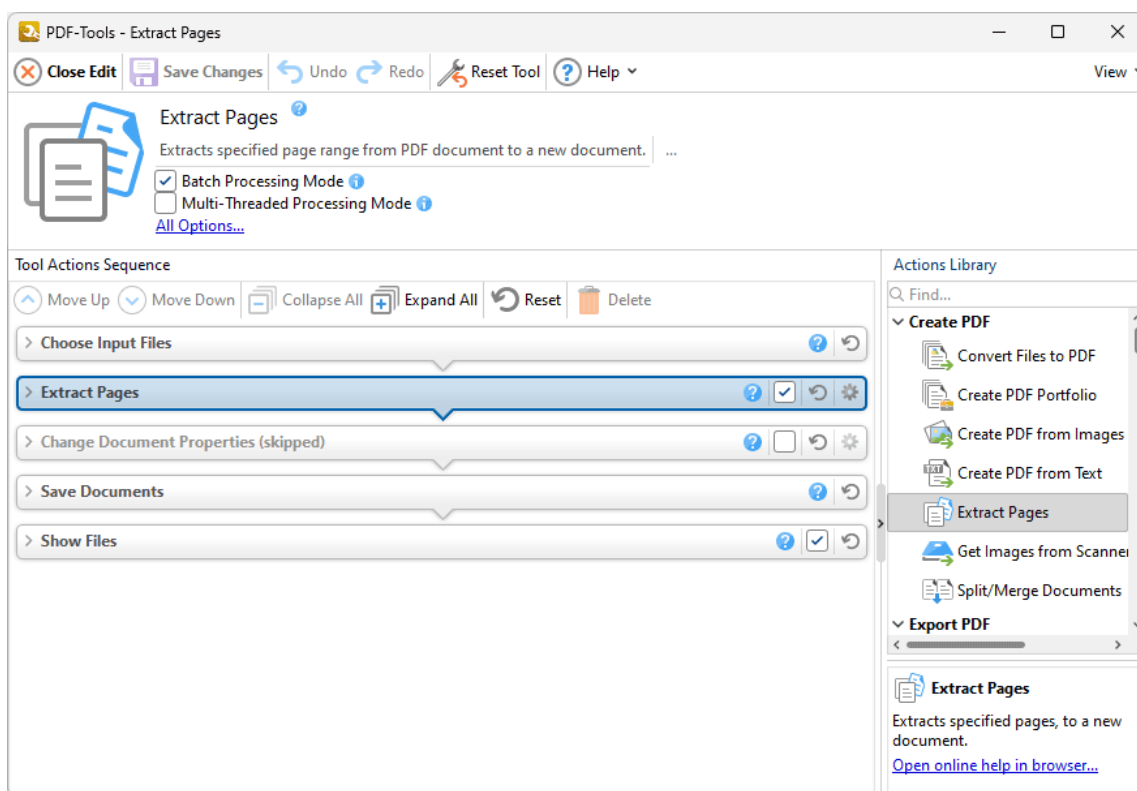 PDF-Tools - Extract Pages
Close Edit Save Changes Undo Redo Reset Tool ? Help View
Extract Pages ?
Extracts specified page range from PDF document to a new document. ...
Batch Processing Mode i
Multi-Threaded Processing Mode i
All Options...
Tool Actions Sequence
Move Up Move Down Collapse All Expand All Reset Delete
Choose Input Files ?
Extract Pages ?
Change Document Properties (skipped) ?
Save Documents ?
Show Files ?
Actions Library
Find...
Create PDF
Convert Files to PDF
Create PDF Portfolio
Create PDF from Images
TXT Create PDF from Text
Extract Pages
Get Images from Scanner
Split/Merge Documents
Export PDF
Extract Pages
Extracts specified pages, to a new
document.
Open online help in browser...